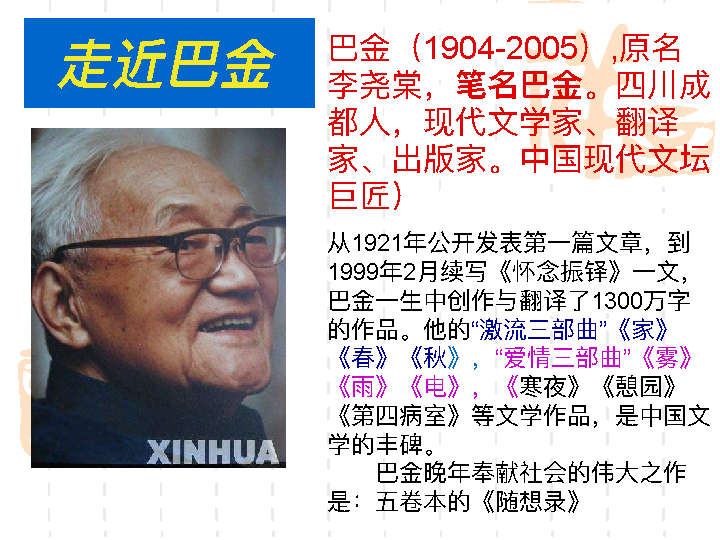 走近巴金
巴金（1904-2005）,原名
李尧棠，笔名巴金。四川成
都人，现代文学家、翻译
家、出版家。中国现代文坛
巨匠）
从1921年公开发表第一篇文章，到
1999年2月续写《怀念振铎》一文，
巴金一生中创作与翻译了1300万字
的作品。他的“激流三部曲”《家》
《春》《秋》，“爱情三部曲”《雾》
《雨》《电》，《寒夜》《憩园》
《第四病室》等文学作品，是中国文
学的丰碑。
巴金晚年奉献社会的伟大之作
是：五卷本的《随想录》
XINHUA